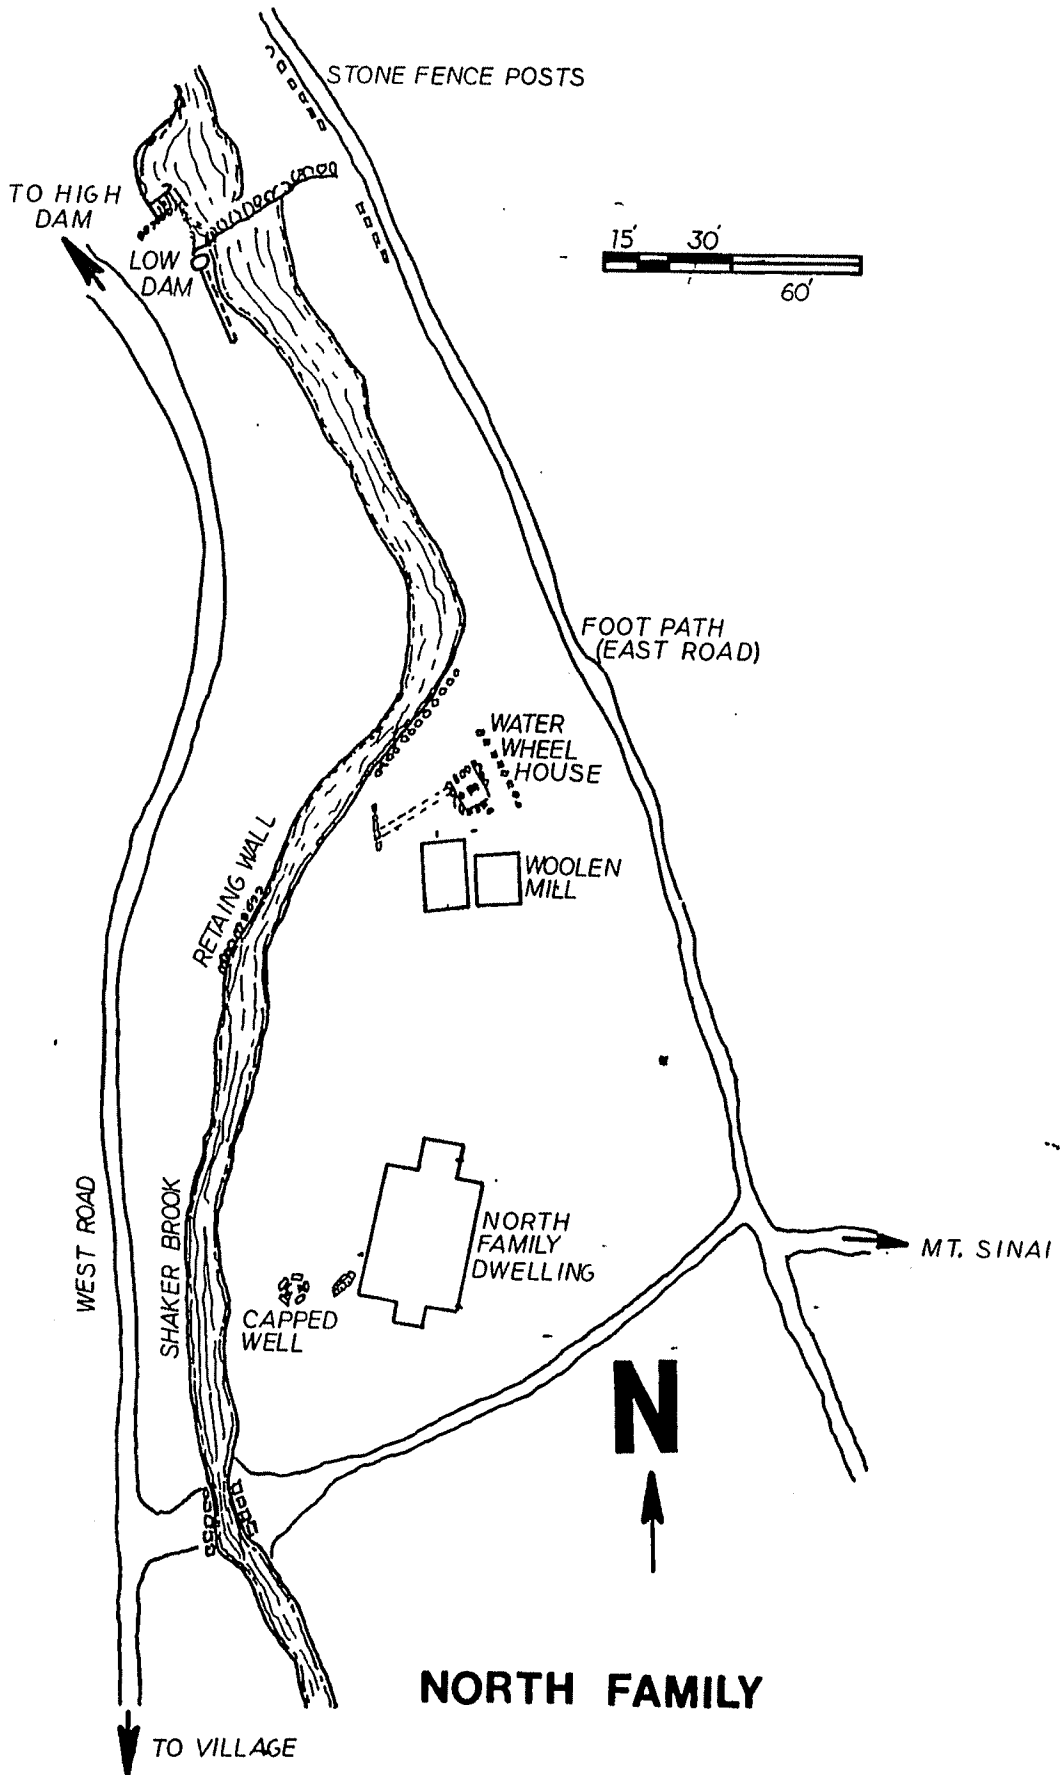 STONE FENCE POSTS
TO HIGH
DAM
LOW
DAM
15' 30'
60'
FOOT PATH
(EAST ROAD)
WATER
WHEEL
HOUSE
RETAING WALL
WOOLEN
MILL
WEST ROAD
SHAKER BROOK
NORTH
FAMILY
DWELLING
MT. SINAI
CAPPED
WELL
N
NORTH FAMILY
TO VILLAGE